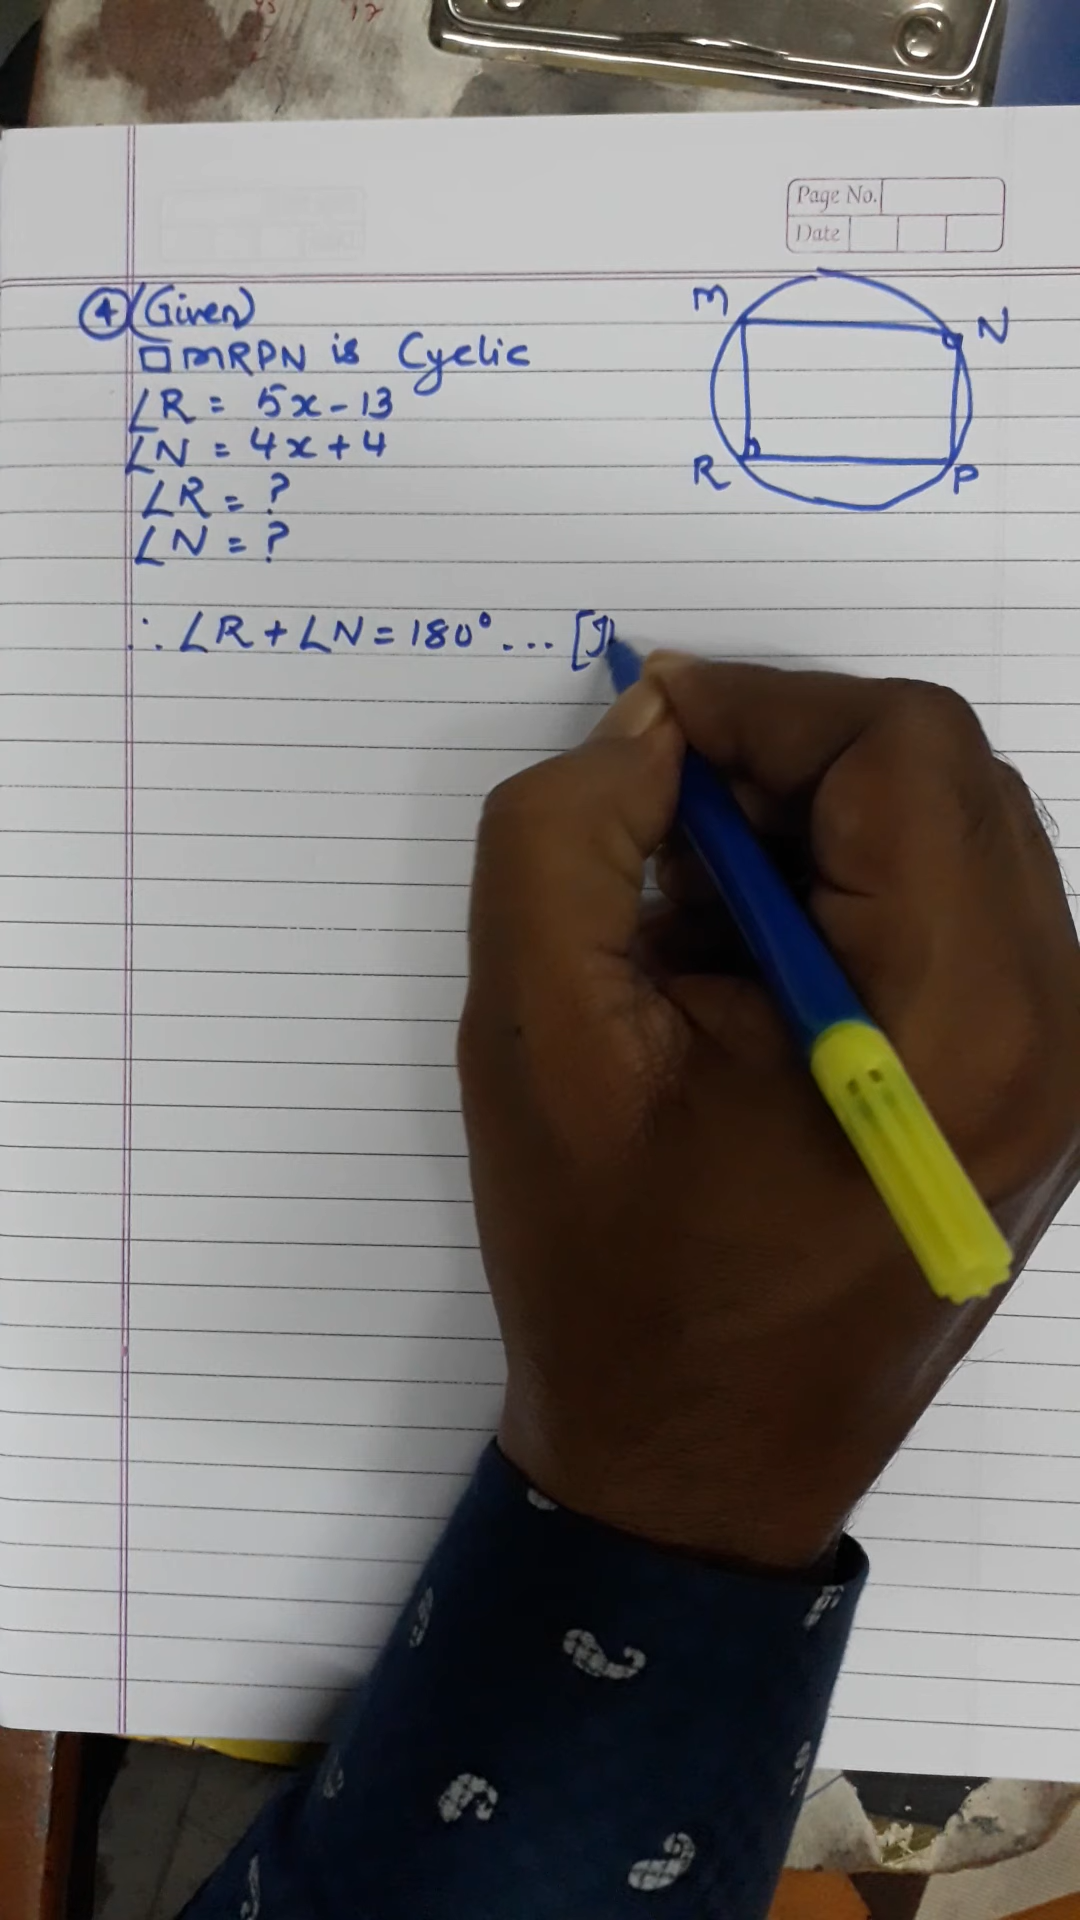 Page No.
Date
④ (Given)
□MRPN is Cyclic
∠R = 5x-13
∠N = 4x+4
∠R = ?
∠N = ?
∴ ∠R + ∠N = 180° ... [
M
N
R
P